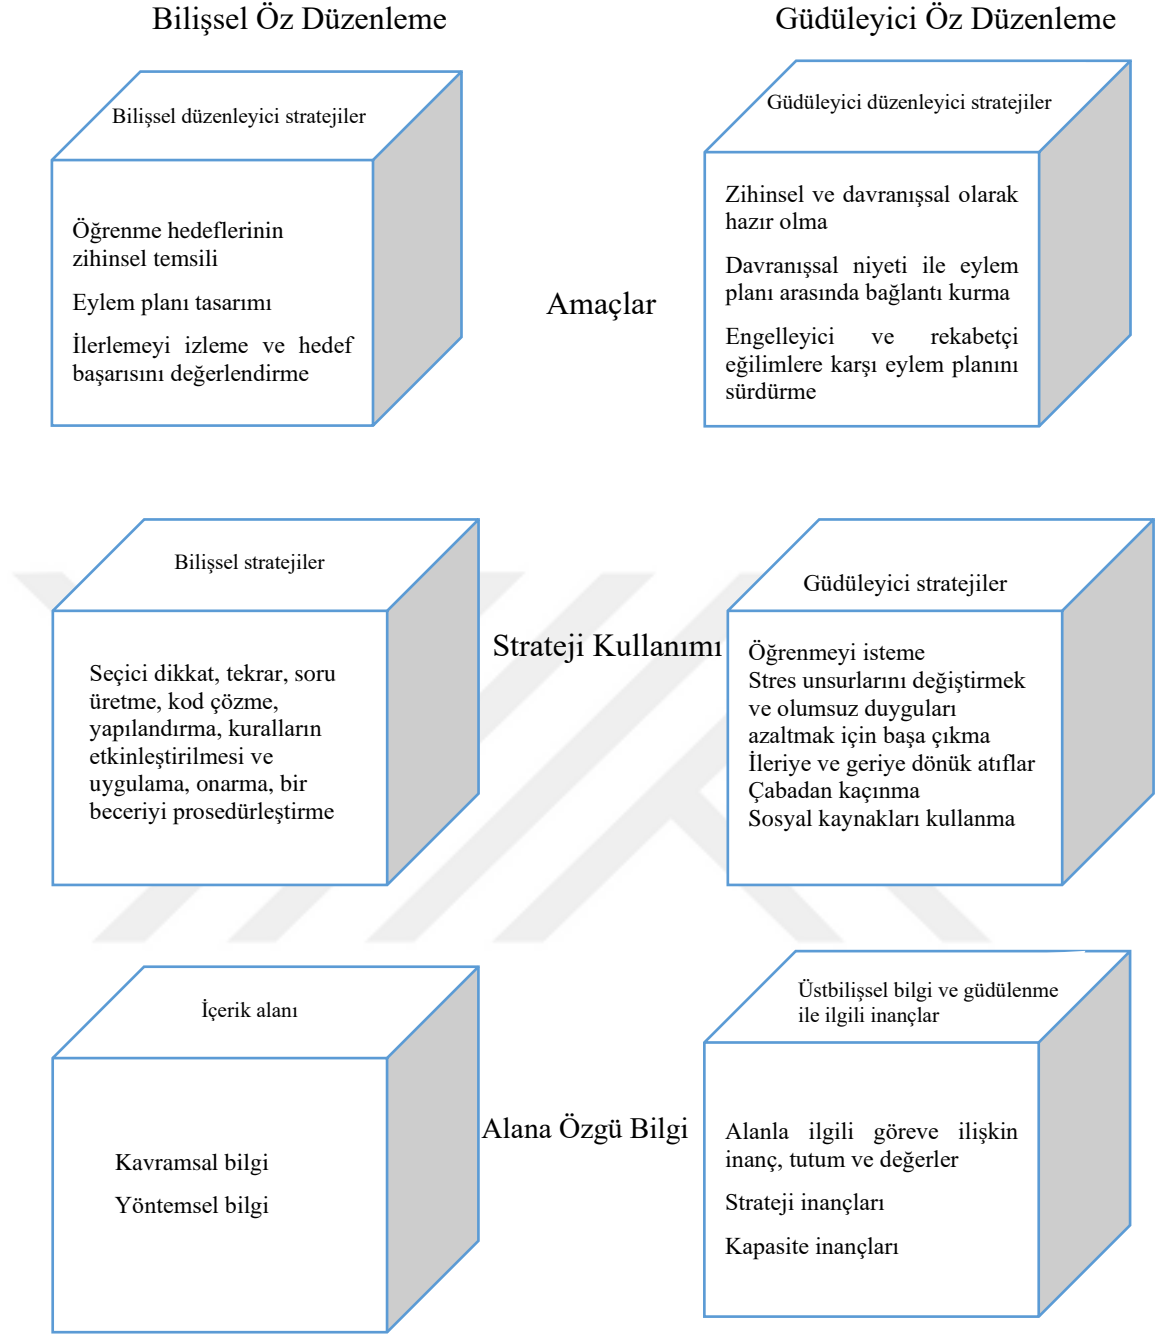 Bilişsel Öz Düzenleme
Güdüleyici Öz Düzenleme
Bilişsel düzenleyici stratejiler
Öğrenme hedeflerinin
zihinsel temsili
Eylem planı tasarımı
İlerlemeyi izleme ve hedef
başarısını değerlendirme
Amaçlar
Güdüleyici düzenleyici stratejiler
Zihinsel ve davranışsal olarak
hazır olma
Davranışsal niyeti ile eylem
planı arasında bağlantı kurma
Engelleyici ve rekabetçi
eğilimlere karşı eylem planını
sürdürme
Bilişsel stratejiler
Seçici dikkat, tekrar, soru
üretme, kod çözme,
yapılandırma, kuralların
etkinleştirilmesi ve
uygulama, onarma, bir
beceriyi prosedürleştirme
Strateji Kullanımı
Güdüleyici stratejiler
Öğrenmeyi isteme
Stres unsurlarını değiştirmek
ve olumsuz duyguları
azaltmak için başa çıkma
İleriye ve geriye dönük atıflar
Çabadan kaçınma
Sosyal kaynakları kullanma
İçerik alanı
Kavramsal bilgi
Yöntemsel bilgi
Alana Özgü Bilgi
Üstbilişsel bilgi ve güdülenme
ile ilgili inançlar
Alanla ilgili göreve ilişkin
inanç, tutum ve değerler
Strateji inançları
Kapasite inançları